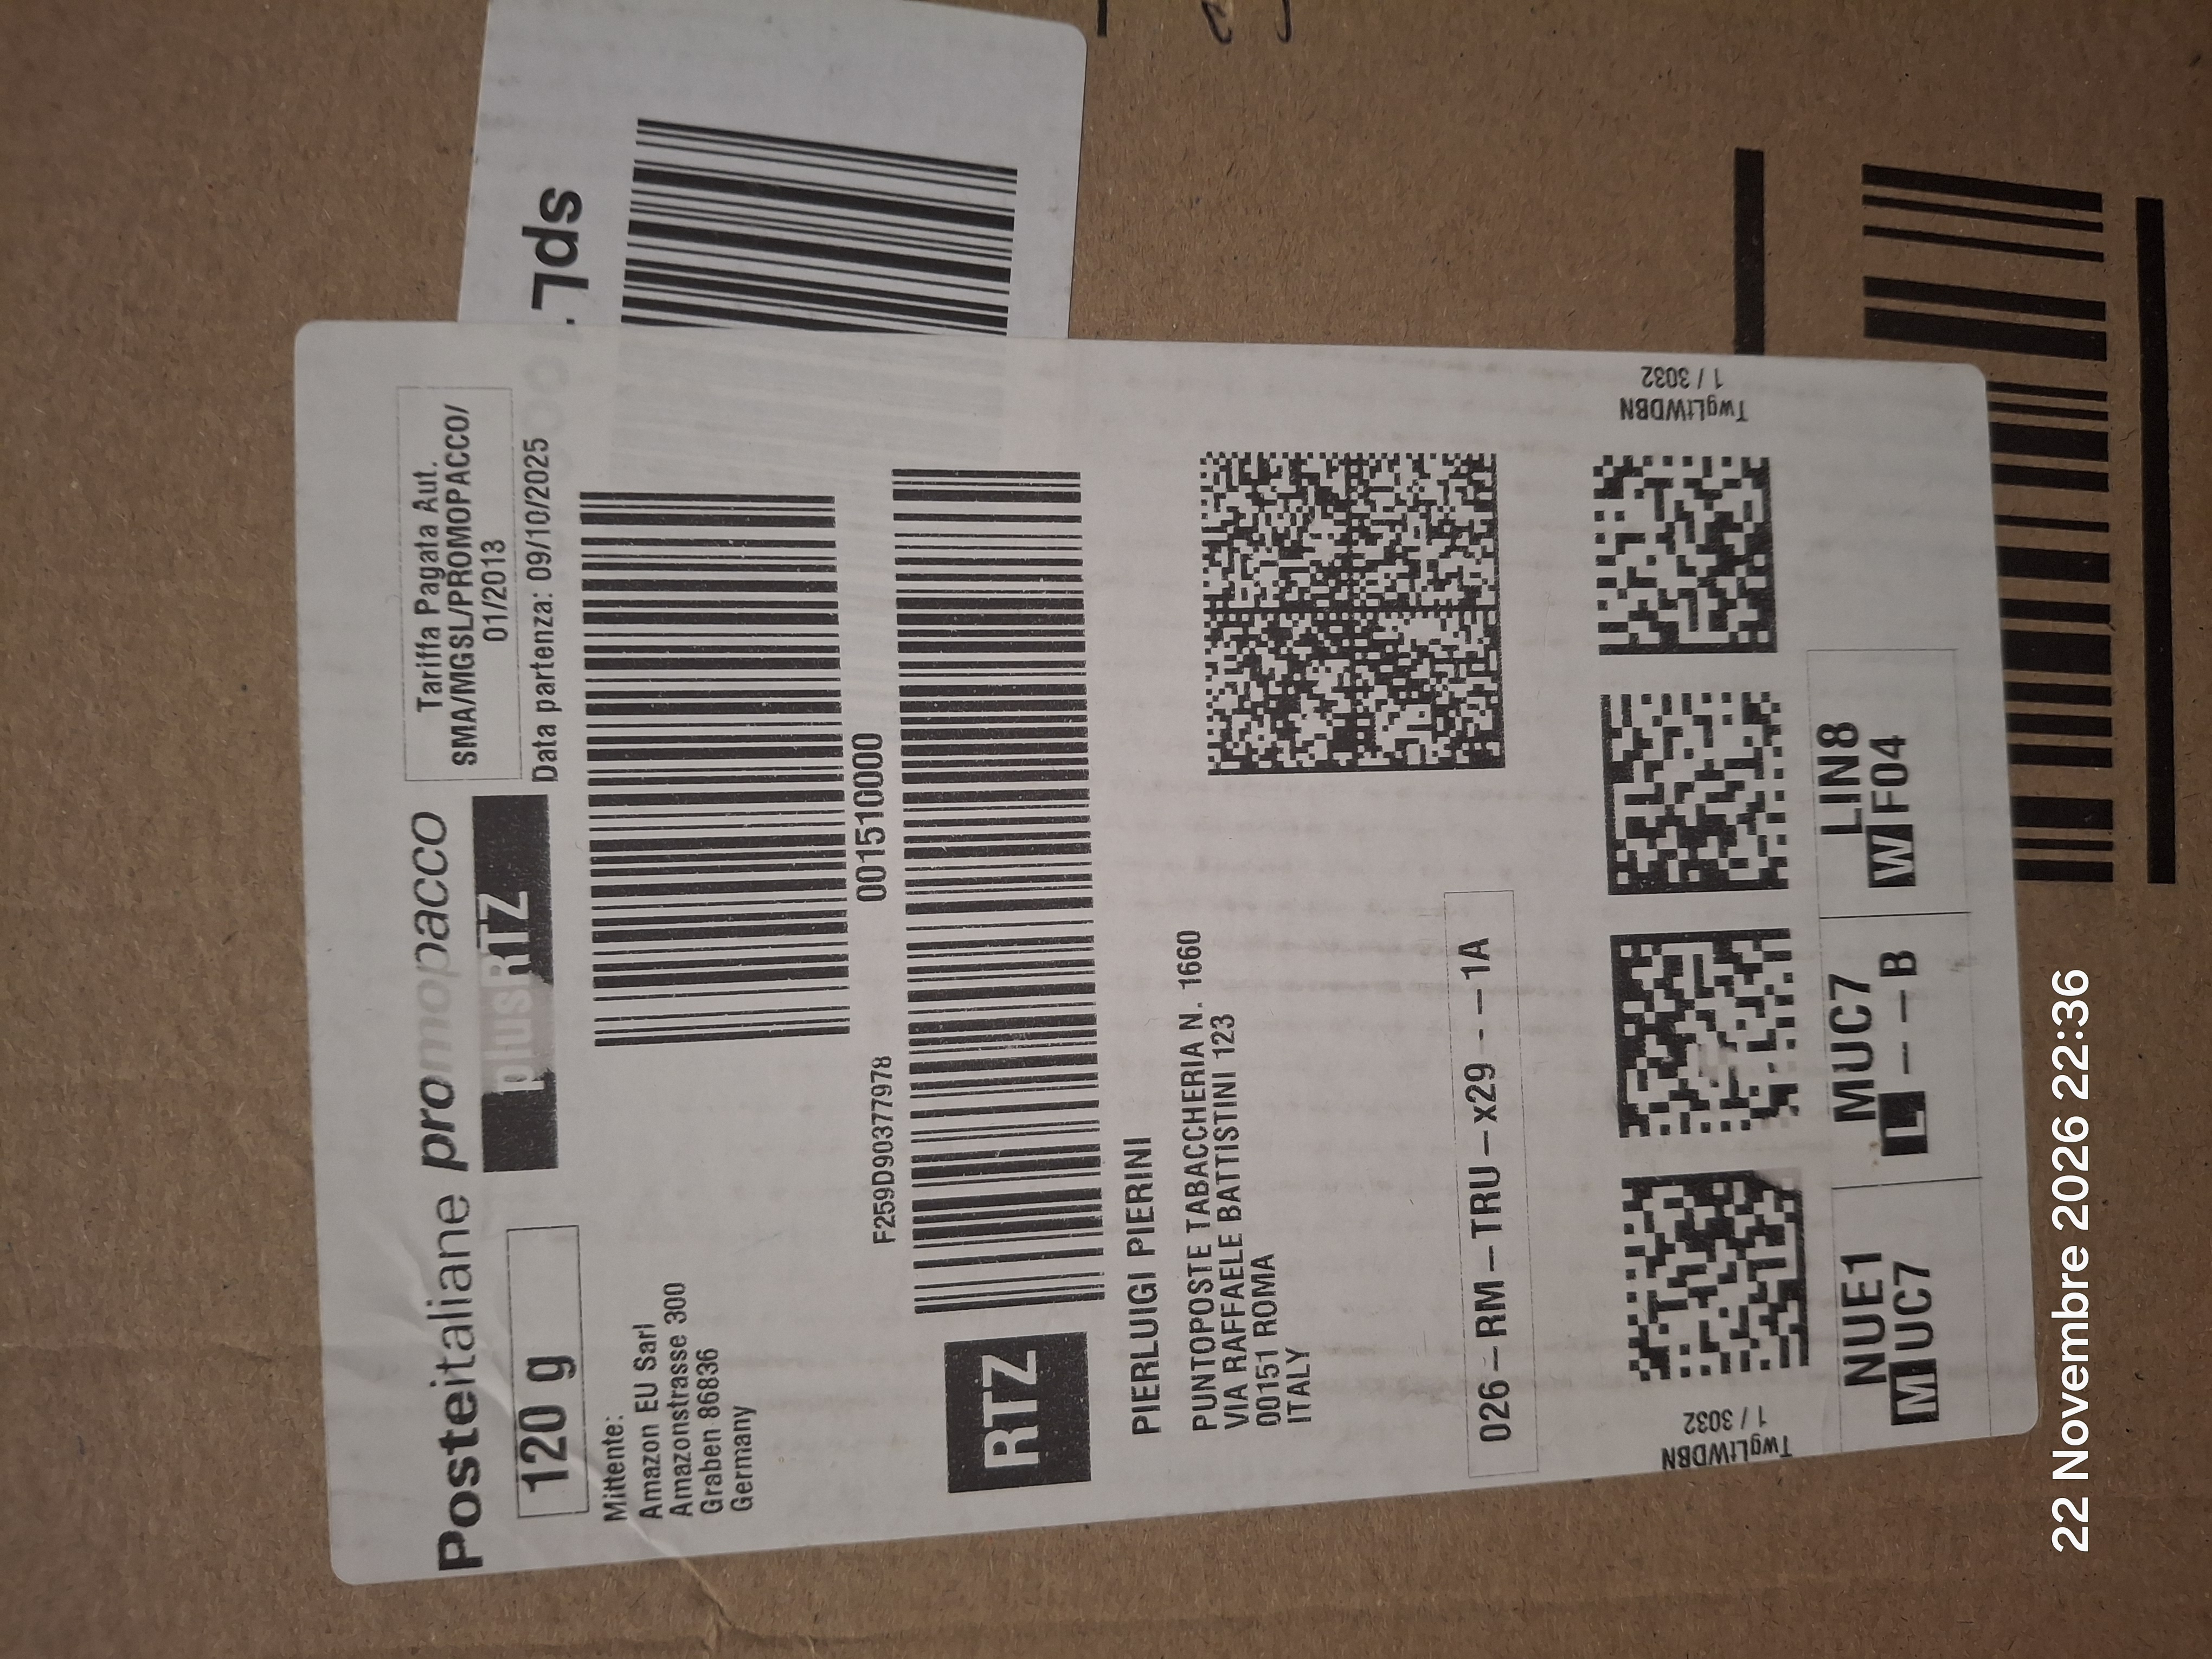 Posteitaliane promopacco
plusRTZ
Tariffa Pagata Aut.
SMA/MGSL/PROMOPACCO/
01/2013
120 g
Data partenza: 09/10/2025
Mittente:
Amazon EU Sarl
Amazonstrasse 300
Graben 86836
Germany
001510000
F259D90377978
RTZ
PIERLUIGI PIERINI
PUNTOPOSTE TABACCHERIA N. 1660
VIA RAFFAELE BATTISTINI 123
00151 ROMA
ITALY
026-RM-TRU-x29 - -1A
TwgLtWDBN
1 / 3032
TwgLtWDBN
1 / 3032
NUE1
MUC7
MUC7
L - - B
LIN8
W F04
spL
22 Novembre 2026 22:36